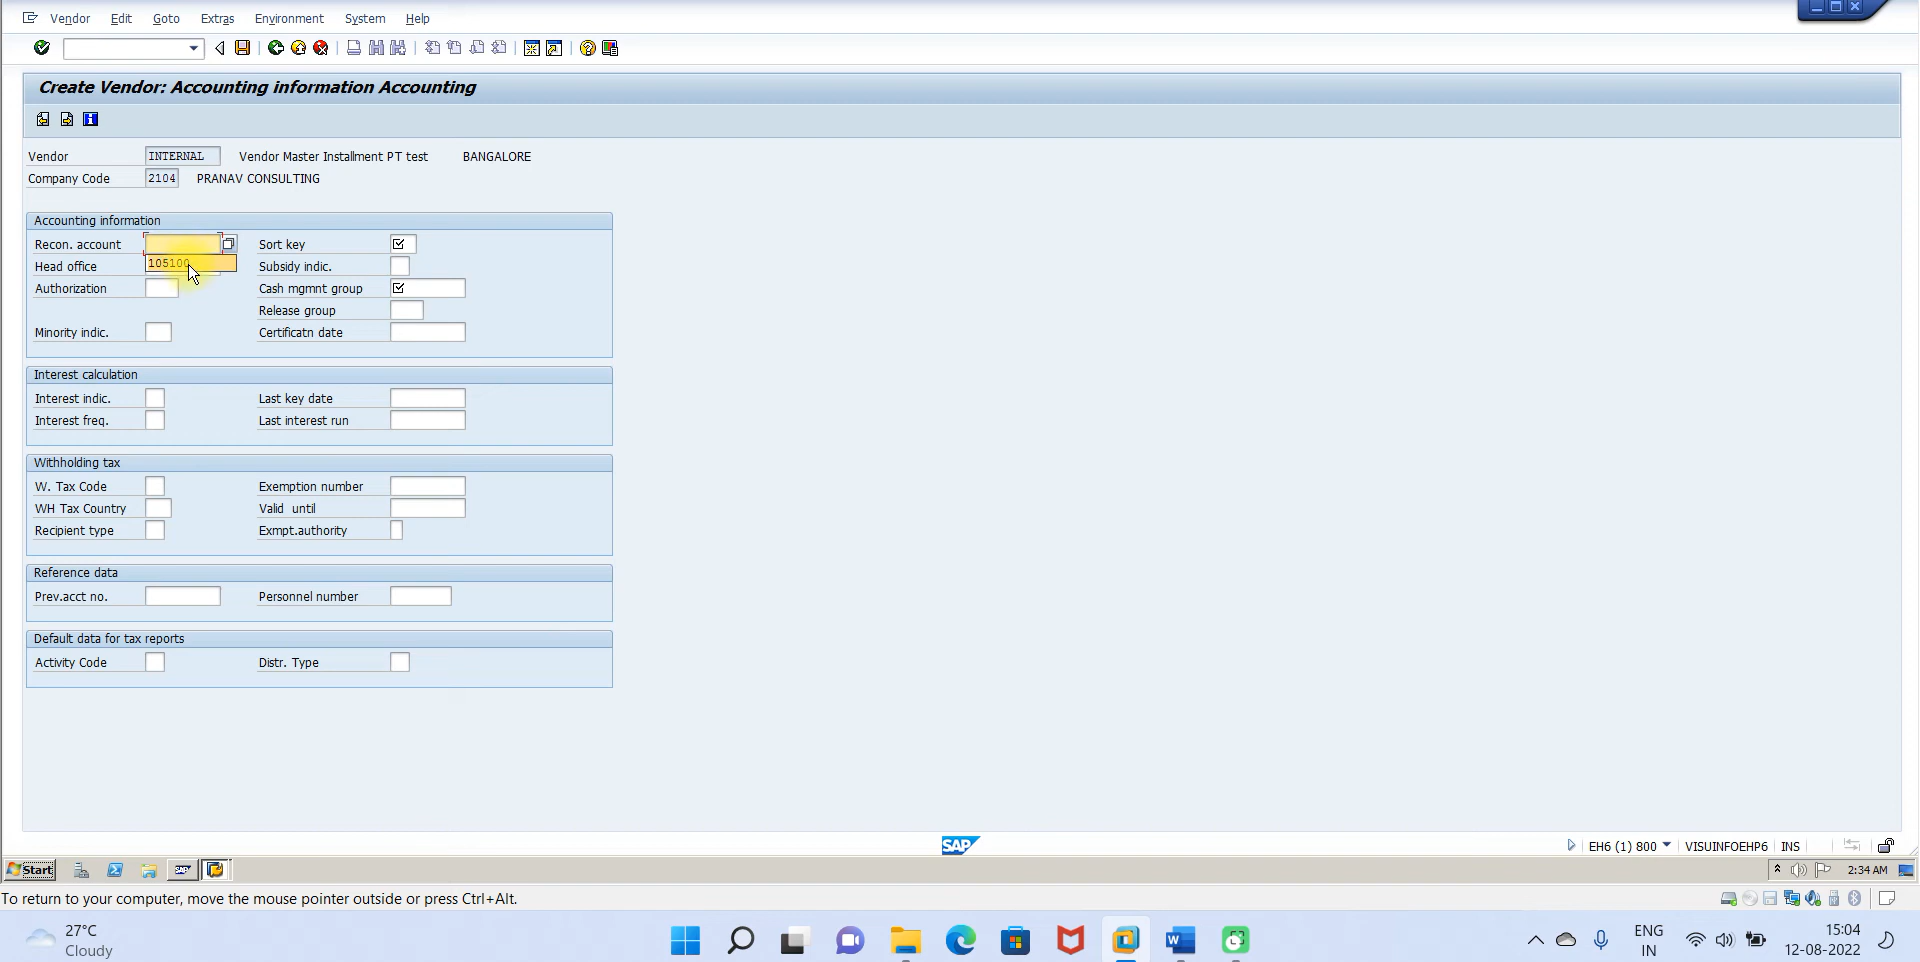 Vendor Edit Goto Extras Environment System Help
Create Vendor: Accounting information Accounting
Vendor INTERNAL Vendor Master Installment PT test BANGALORE
Company Code 2104 PRANAV CONSULTING
Accounting information
Recon. account Sort key
105100
Head office Subsidy indic.
Authorization Cash mgmnt group
Release group
Minority indic. Certificatn date
Interest calculation
Interest indic. Last key date
Interest freq. Last interest run
Withholding tax
W. Tax Code Exemption number
WH Tax Country Valid until
Recipient type Exmpt.authority
Reference data
Prev.acct no. Personnel number
Default data for tax reports
Activity Code Distr. Type
SAP EH6 (1) 800 VISUINFOEHP6 INS
Start 2:34 AM
To return to your computer, move the mouse pointer outside or press Ctrl+Alt.
27°C
Cloudy
ENG
IN
15:04
12-08-2022